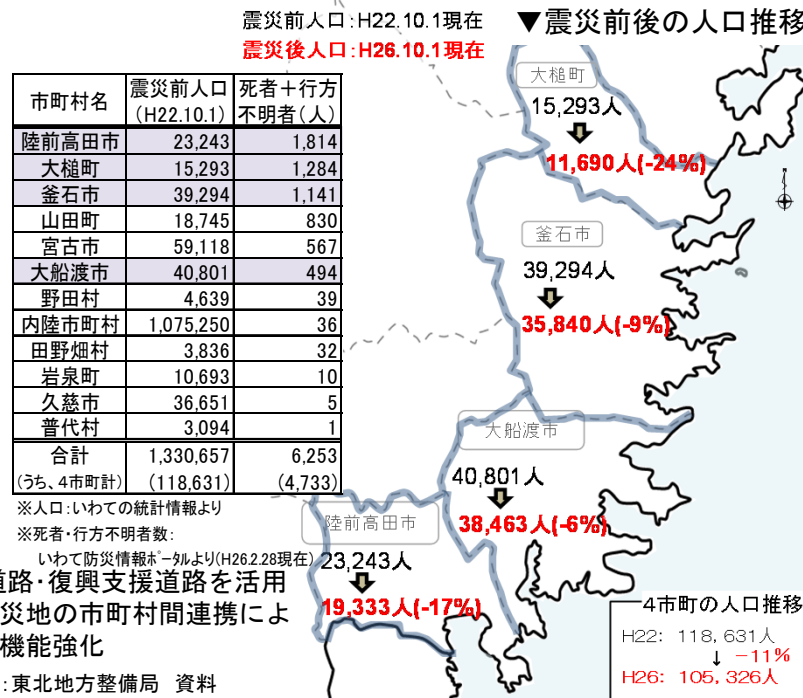 震災前人口:H22.10.1現在
震災後人口:H26.10.1現在
▼震災前後の人口推移
市町村名 震災前人口(H22.10.1) 死者+行方不明者(人)
陸前高田市 23,243 1,814
大槌町 15,293 1,284
釜石市 39,294 1,141
山田町 18,745 830
宮古市 59,118 567
大船渡市 40,801 494
野田村 4,639 39
内陸市町村 1,075,250 36
田野畑村 3,836 32
岩泉町 10,693 10
久慈市 36,651 5
普代村 3,094 1
合計 1,330,657 6,253
(うち、4市町計) (118,631) (4,733)
※人口:いわての統計情報より
※死者・行方不明者数:
いわて防災情報ポータルより(H26.2.28現在)
道路・復興支援道路を活用
災地の市町村間連携によ
機能強化
:東北地方整備局 資料
大槌町
15,293人
11,690人(-24%)
釜石市
39,294人
35,840人(-9%)
大船渡市
40,801人
38,463人(-6%)
陸前高田市
23,243人
19,333人(-17%)
4市町の人口推移
H22: 118,631人
↓ -11%
H26: 105,326人